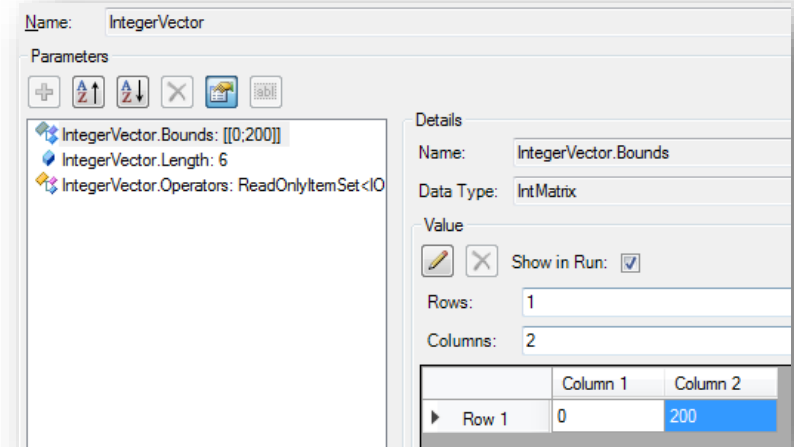 Name: IntegerVector
Parameters
abl
IntegerVector.Bounds: [[0;200]]
IntegerVector.Length: 6
IntegerVector.Operators: ReadOnlyItemSet<IO
Details
Name: IntegerVector.Bounds
Data Type: IntMatrix
Value
Show in Run:
Rows: 1
Columns: 2
Column 1 Column 2
Row 1 0 200